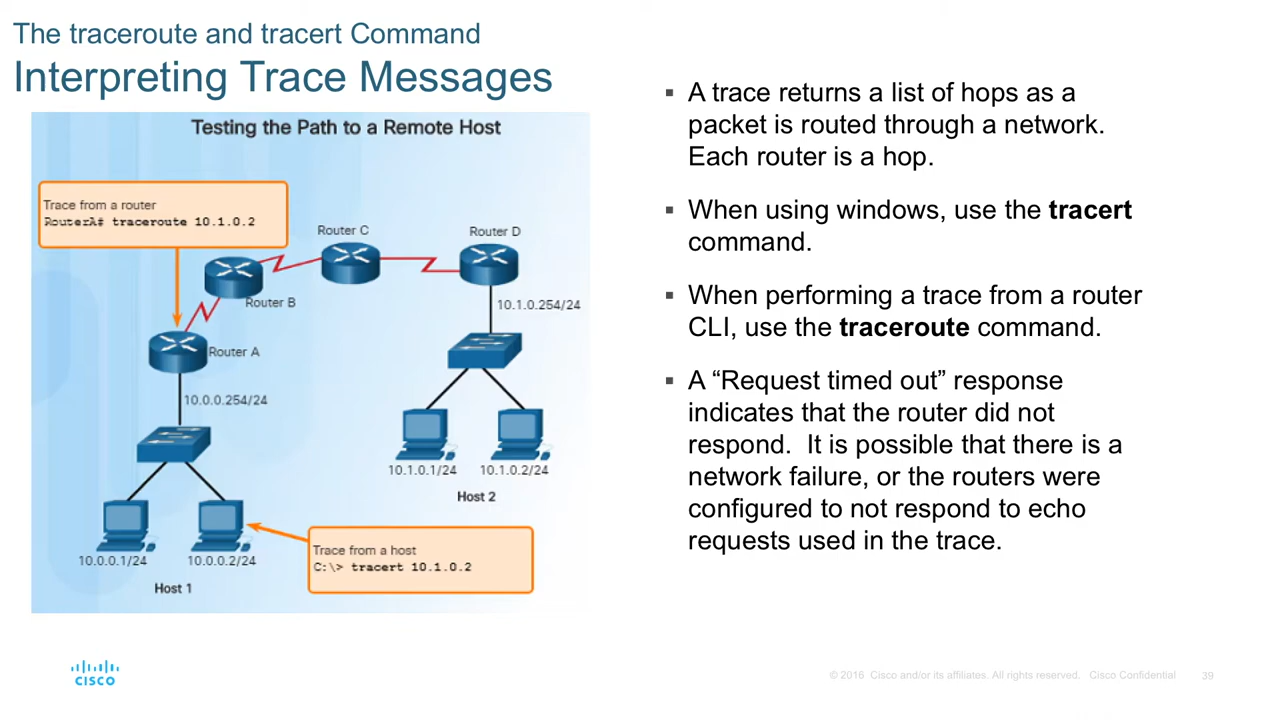 The traceroute and tracert Command
Interpreting Trace Messages
Testing the Path to a Remote Host
Trace from a router
RouterA# traceroute 10.1.0.2
Router C
Router D
Router B
10.1.0.254/24
Router A
10.0.0.254/24
10.1.0.1/24
10.1.0.2/24
Host 2
Trace from a host
C:\> tracert 10.1.0.2
10.0.0.1/24
10.0.0.2/24
Host 1
▪ A trace returns a list of hops as a
packet is routed through a network.
Each router is a hop.
▪ When using windows, use the tracert
command.
▪ When performing a trace from a router
CLI, use the traceroute command.
▪ A “Request timed out” response
indicates that the router did not
respond.  It is possible that there is a
network failure, or the routers were
configured to not respond to echo
requests used in the trace.
CISCO
© 2016 Cisco and/or its affiliates. All rights reserved. Cisco Confidential
39